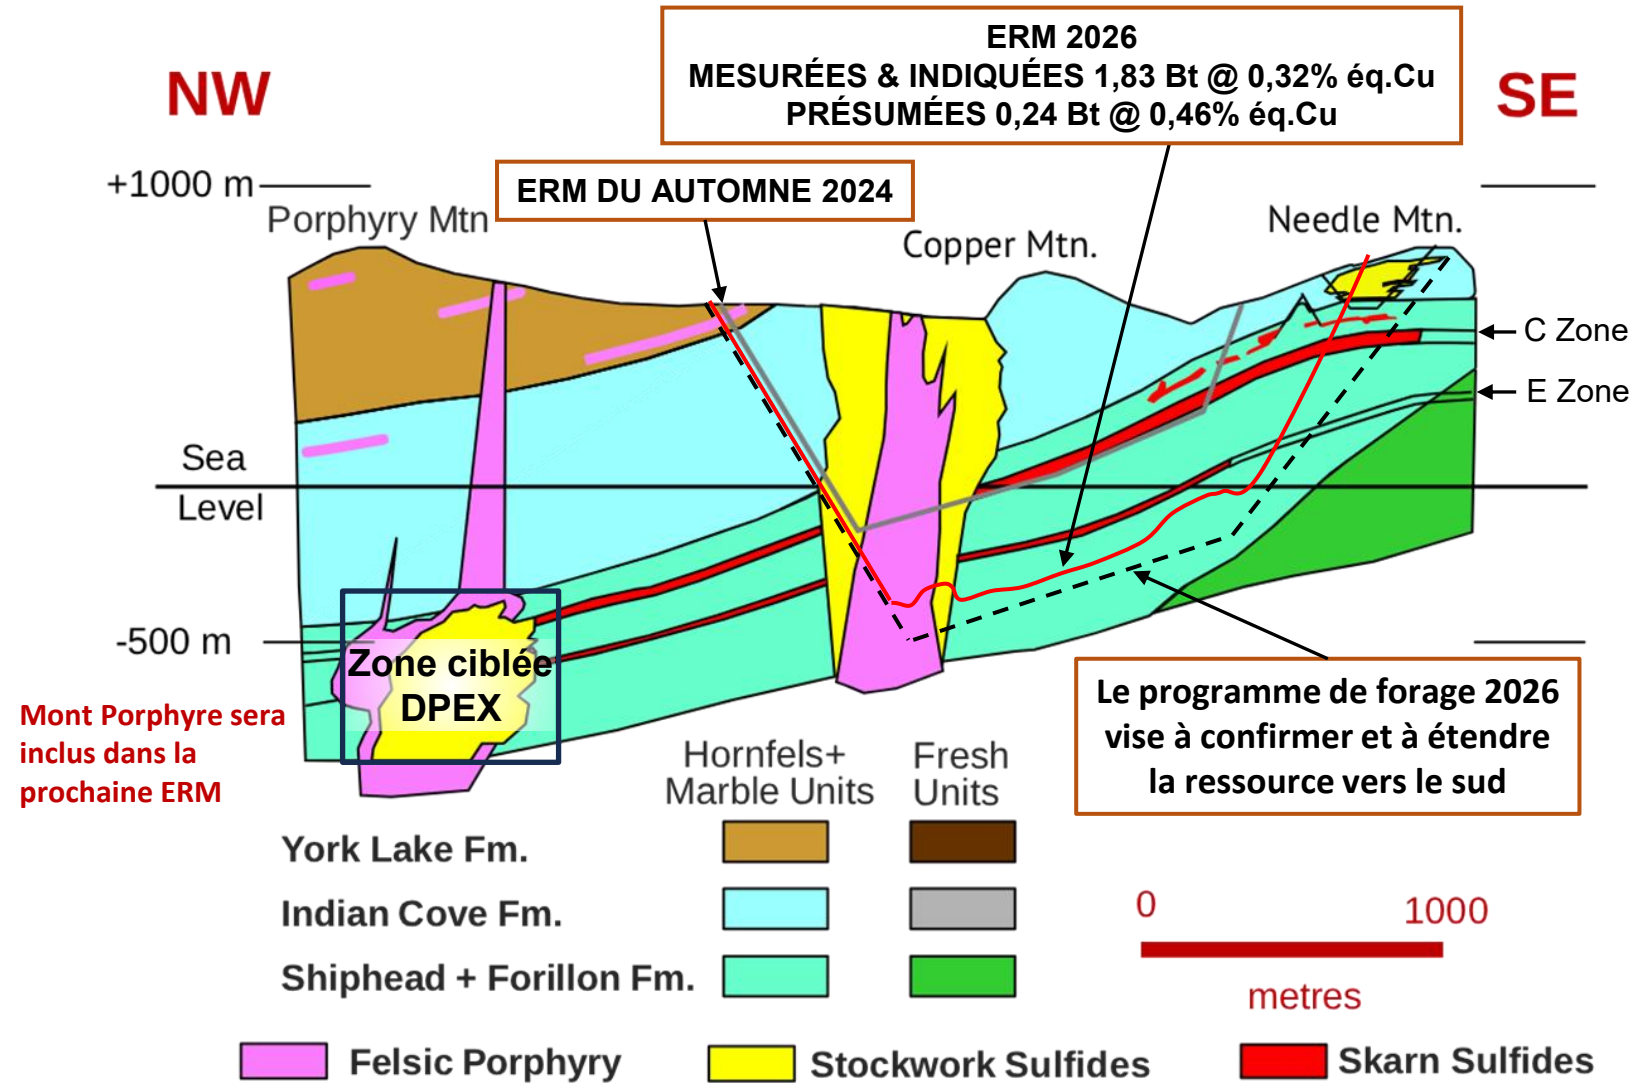 ERM 2026
MESURÉES & INDIQUÉES 1,83 Bt @ 0,32% éq.Cu
PRÉSUMÉES 0,24 Bt @ 0,46% éq.Cu
NW
SE
+1000 m
ERM DU AUTOMNE 2024
Porphyry Mtn
Copper Mtn.
Needle Mtn.
C Zone
E Zone
Sea
Level
-500 m
Zone ciblée
DPEX
Mont Porphyre sera
inclus dans la
prochaine ERM
Le programme de forage 2026
vise à confirmer et à étendre
la ressource vers le sud
Hornfels+
Marble Units
Fresh
Units
York Lake Fm.
Indian Cove Fm.
Shiphead + Forillon Fm.
0
1000
metres
Felsic Porphyry
Stockwork Sulfides
Skarn Sulfides